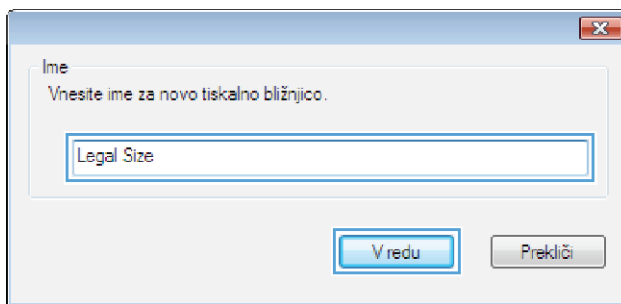 Ime
Vnesite ime za novo tiskalno bližnjico.
Legal Size
V redu
Prekliči